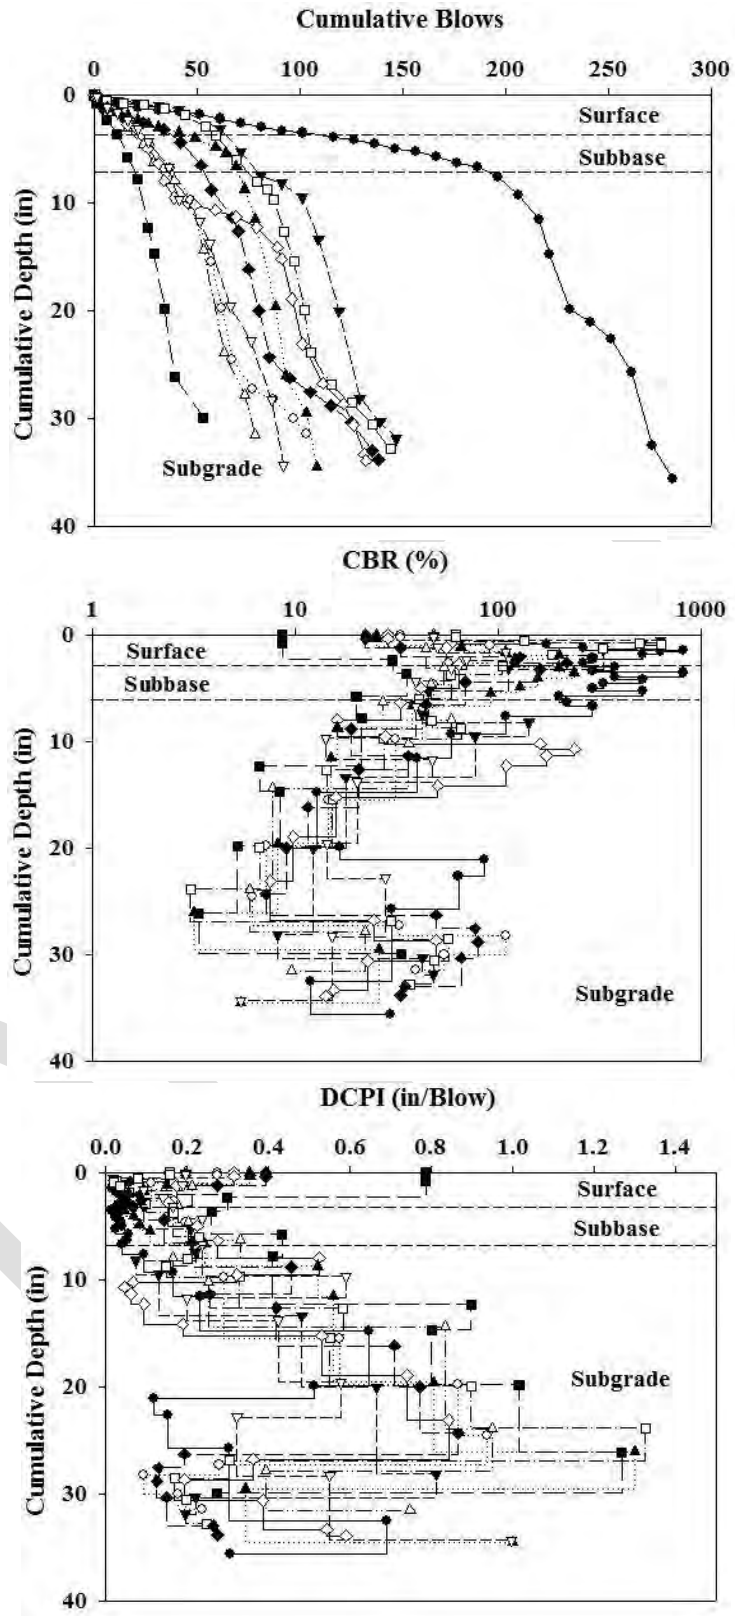 Cumulative Blows
0 50 100 150 200 250 300
0
Surface
Subbase
10
20
30
Subgrade
40
Cumulative Depth (in)
CBR (%)
1 10 100 1000
0
Surface
Subbase
10
20
30
Subgrade
40
Cumulative Depth (in)
DCPI (in/Blow)
0.0 0.2 0.4 0.6 0.8 1.0 1.2 1.4
0
Surface
Subbase
10
Subgrade
20
30
40
Cumulative Depth (in)